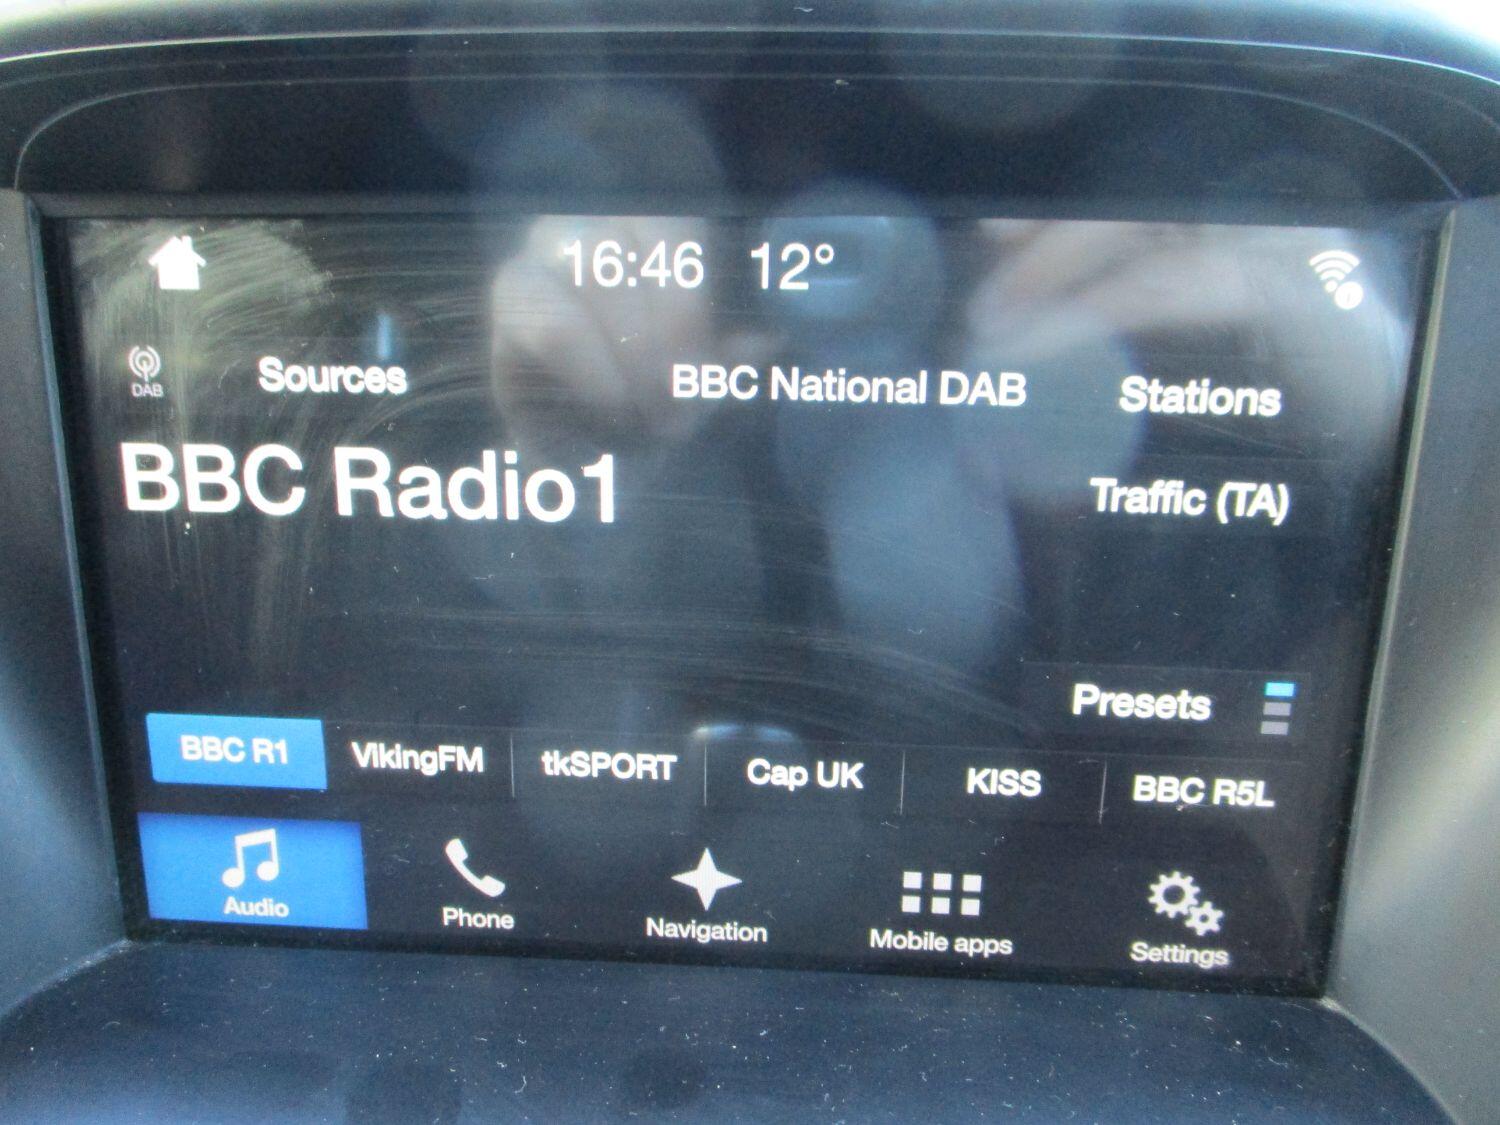 16:46 12°
DAB
Sources
BBC National DAB
Stations
BBC Radio1
Traffic (TA)
Presets
BBC R1
VikingFM
tkSPORT
Cap UK
KISS
BBC R5L
Audio
Phone
Navigation
Mobile apps
Settings